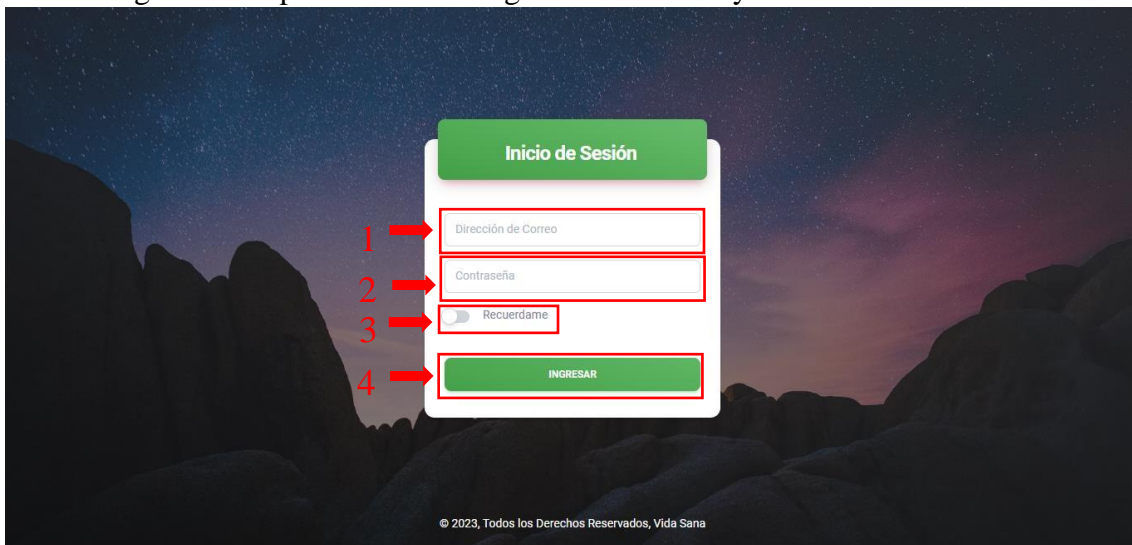 Inicio de Sesión
1 Dirección de Correo
2 Contraseña
3 Recuerdame
4 INGRESAR
© 2023, Todos los Derechos Reservados, Vida Sana